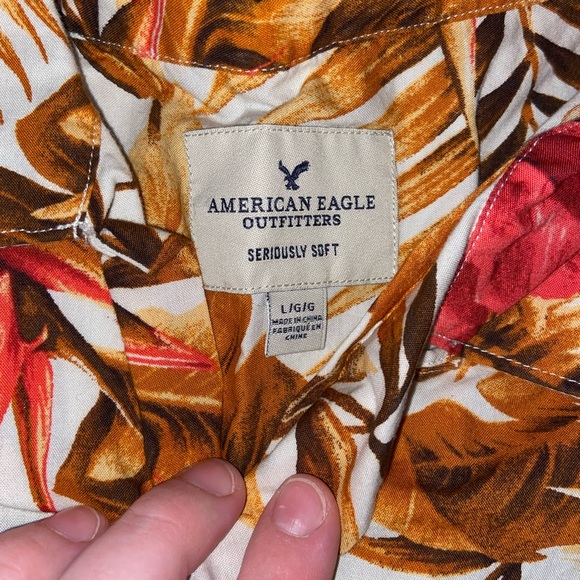 AMERICAN EAGLE
OUTFITTERS
SERIOUSLY SOFT
L/G/G
MADE IN CHINA
FABRIQUÉ EN
CHINE